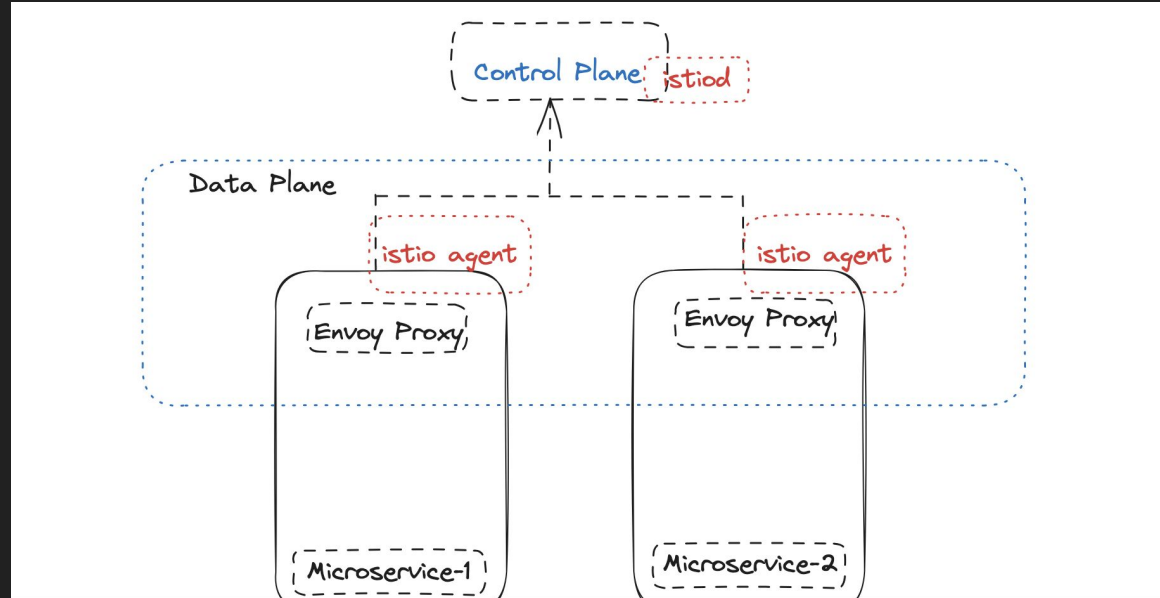 Control Plane
istiod
Data Plane
istio agent
istio agent
Envoy Proxy
Envoy Proxy
Microservice-1
Microservice-2